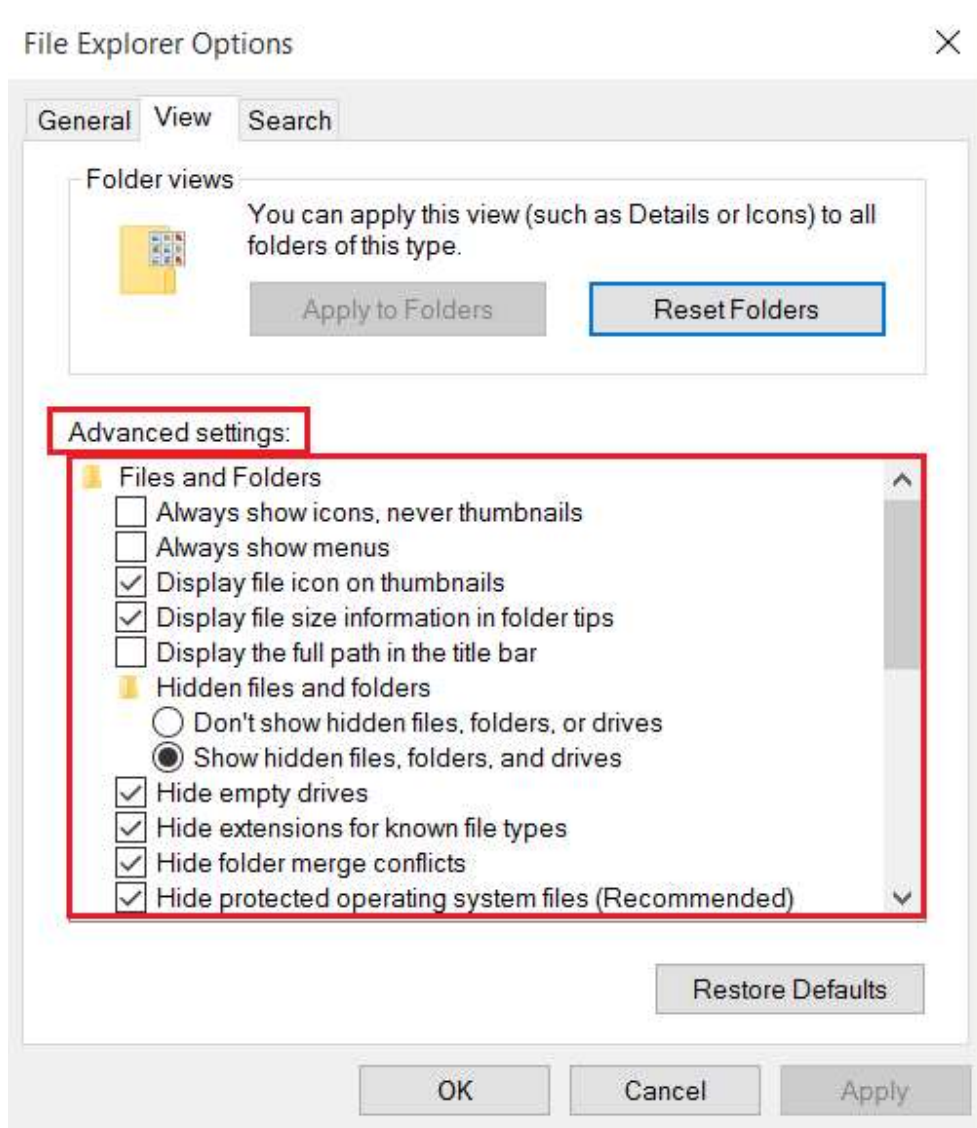 File Explorer Options
General View Search
Folder views
You can apply this view (such as Details or Icons) to all
folders of this type.
Apply to Folders Reset Folders
Advanced settings:
Files and Folders
Always show icons, never thumbnails
Always show menus
Display file icon on thumbnails
Display file size information in folder tips
Display the full path in the title bar
Hidden files and folders
Don't show hidden files, folders, or drives
Show hidden files, folders, and drives
Hide empty drives
Hide extensions for known file types
Hide folder merge conflicts
Hide protected operating system files (Recommended)
Restore Defaults
OK Cancel Apply